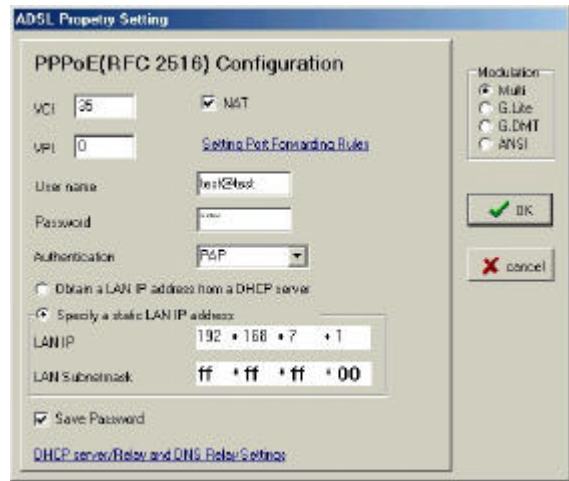 ADSL Propetry Setting
PPPoE(RFC 2516) Configuration
VCI 35
NAT
VPI 0
Setting Port Forwarding Rules
User name test@test
Password ****
Authentication PAP
Obtain a LAN IP address from a DHCP server
Specify a static LAN IP address
LAN IP 192 • 168 • 7 • 1
LAN Subnetmask ff • ff • ff • 00
Save Password
DHCP server/Relay and DNS Relay Settings
Modulation
Multi
G.Lite
G.DMT
ANSI
OK
cancel